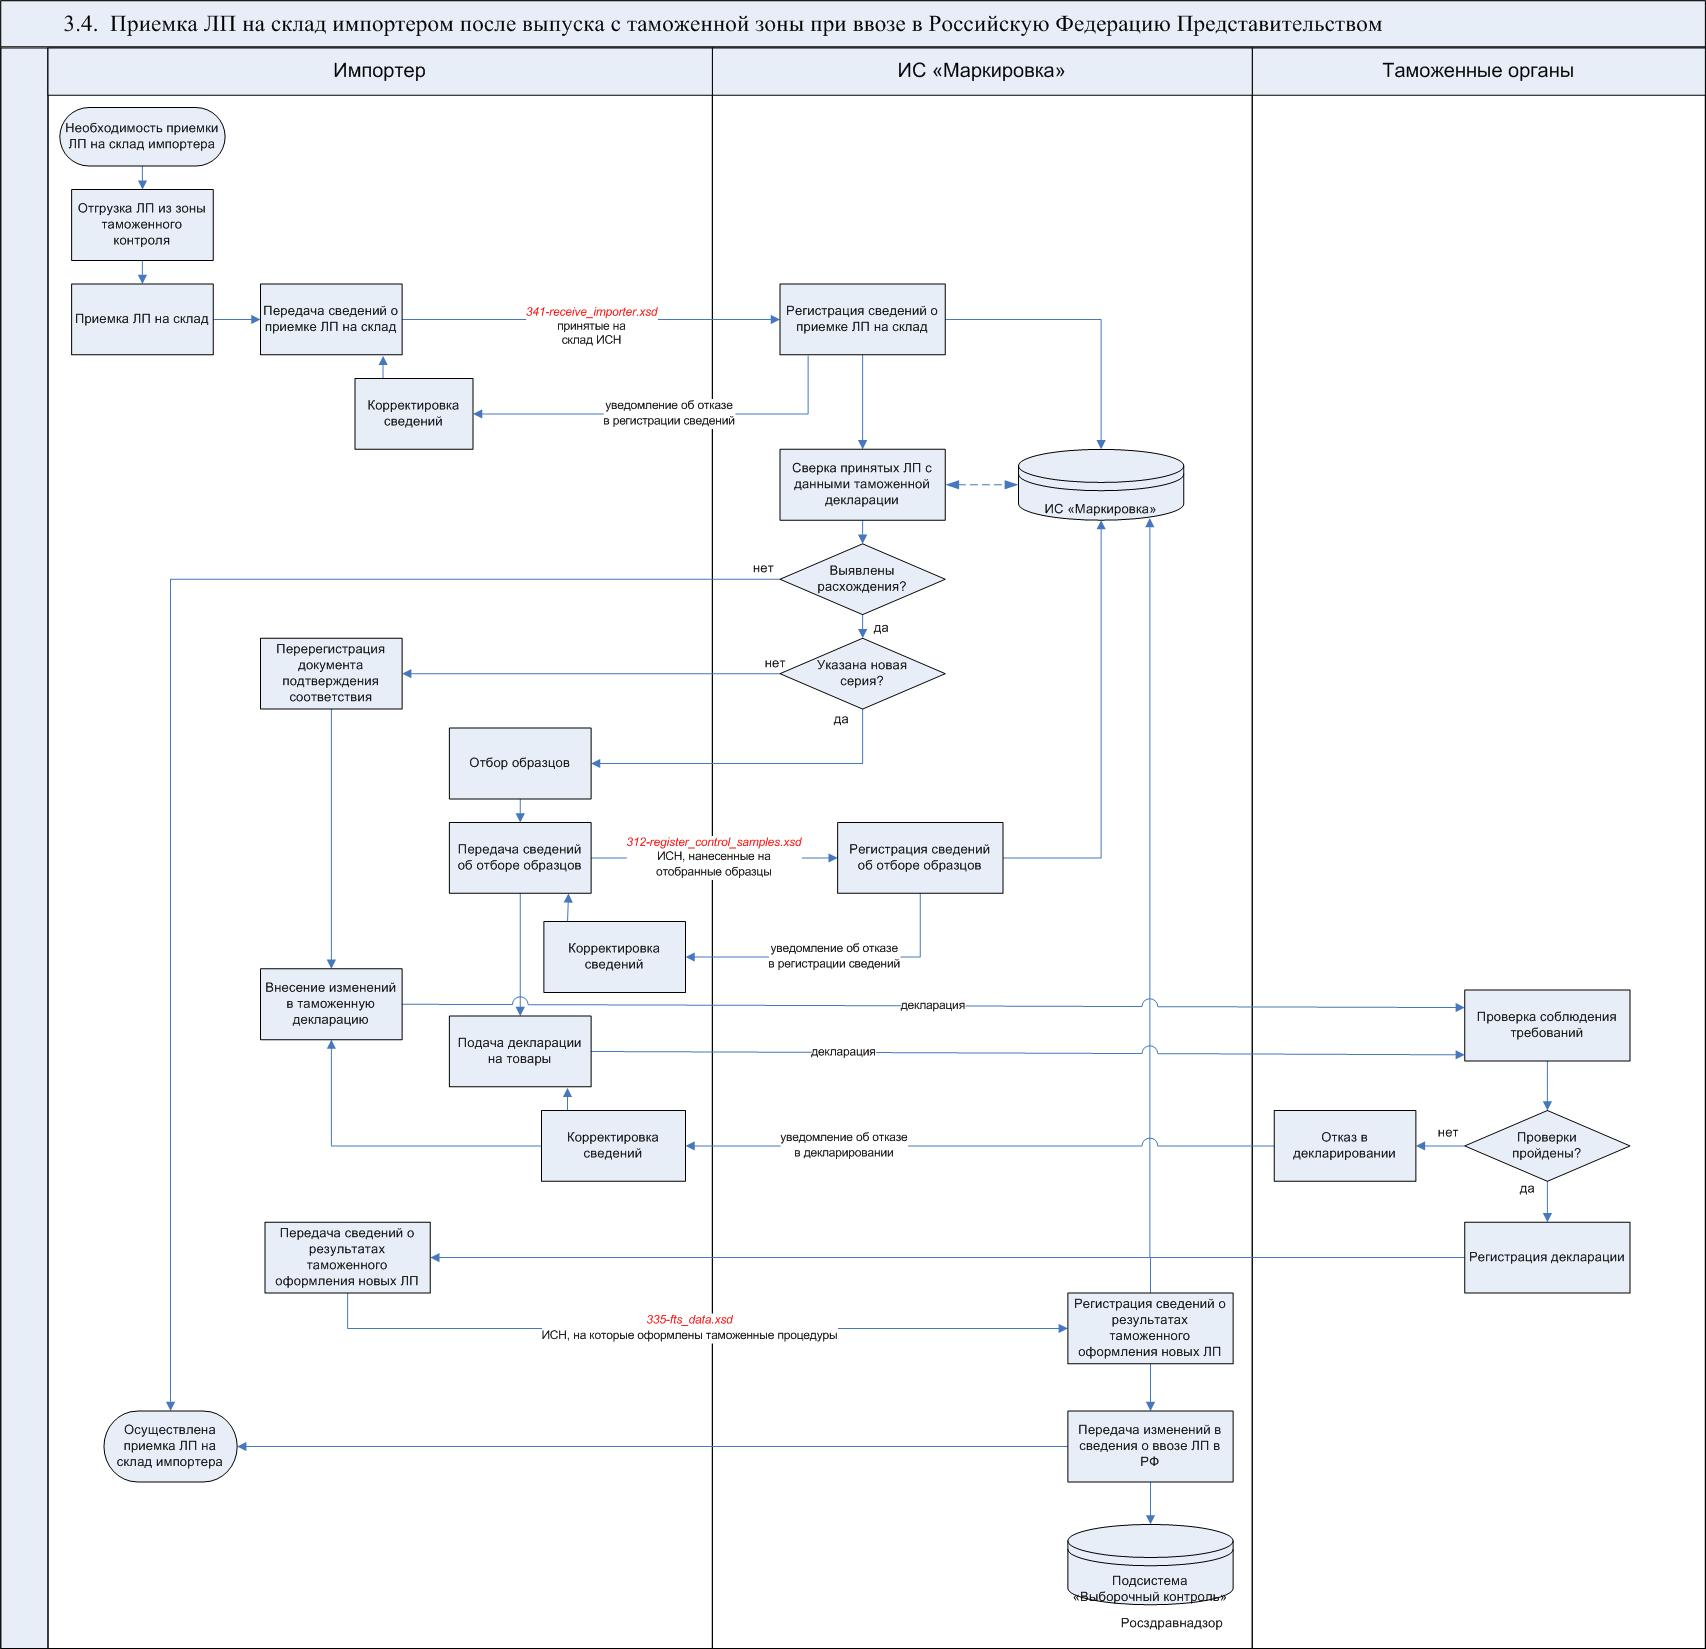 3.4. Приемка ЛП на склад импортером после выпуска с таможенной зоны при ввозе в Российскую Федерацию Представительством
Импортер
ИС «Маркировка»
Таможенные органы
Необходимость приемки
ЛП на склад импортера
Отгрузка ЛП из зоны
таможенного
контроля
Приемка ЛП на склад
Передача сведений о
приемке ЛП на склад
341-receive_importer.xsd
принятые на
склад ИСН
Регистрация сведений о
приемке ЛП на склад
Корректировка
сведений
уведомление об отказе
в регистрации сведений
Сверка принятых ЛП с
данными таможенной
декларации
ИС «Маркировка»
Выявлены
расхождения?
нет
да
Указана новая
серия?
нет
да
Перерегистрация
документа
подтверждения
соответствия
Отбор образцов
Передача сведений
об отборе образцов
312-register_control_samples.xsd
ИСН, нанесенные на
отобранные образцы
Регистрация сведений
об отборе образцов
Корректировка
сведений
уведомление об отказе
в регистрации сведений
Внесение изменений
в таможенную
декларацию
декларация
Проверка соблюдения
требований
Подача декларации
на товары
декларация
Корректировка
сведений
уведомление об отказе
в декларировании
Отказ в
декларировании
нет
Проверки
пройдены?
да
Передача сведений о
результатах
таможенного
оформления новых ЛП
Регистрация декларации
335-fts_data.xsd
ИСН, на которые оформлены таможенные процедуры
Регистрация сведений о
результатах
таможенного
оформления новых ЛП
Осуществлена
приемка ЛП на
склад импортера
Передача изменений в
сведения о ввозе ЛП в
РФ
Подсистема
«Выборочный контроль»
Росздравнадзор